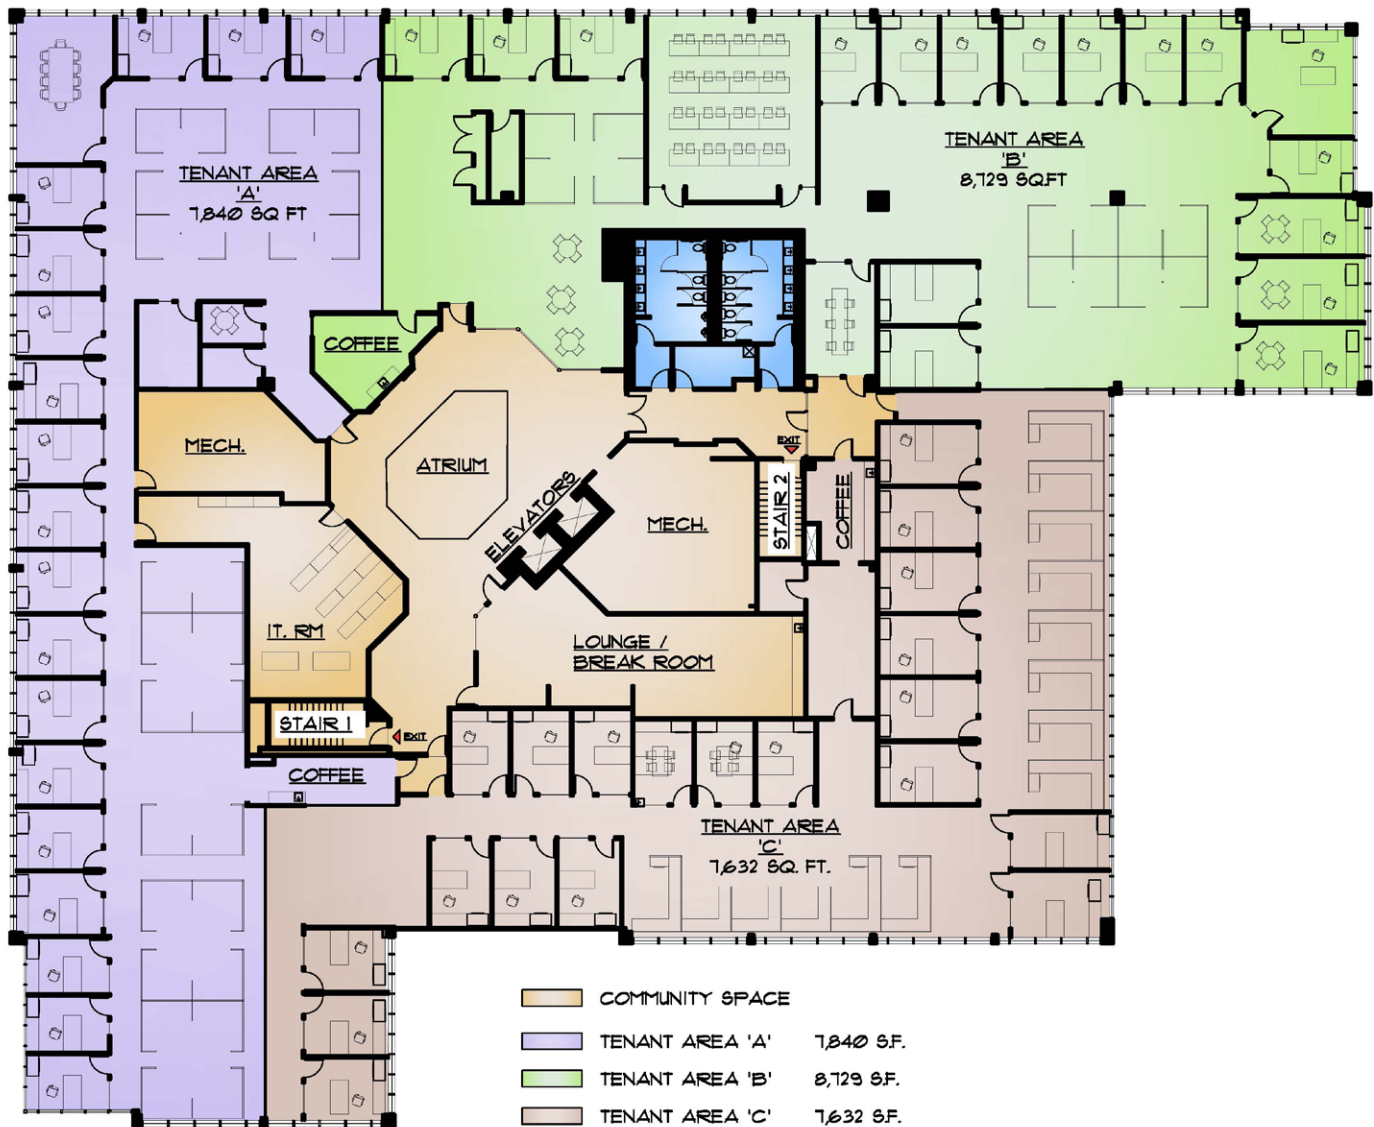 TENANT AREA
'A'
7,840 SQ FT
TENANT AREA
'B'
8,729 SQ.FT
COFFEE
MECH.
ATRIUM
ELEVATORS
MECH.
EXIT
STAIR 2
COFFEE
IT. RM
LOUNGE /
BREAK ROOM
STAIR 1
EXIT
COFFEE
TENANT AREA
'C'
7,632 SQ. FT.
COMMUNITY SPACE
TENANT AREA 'A' 7,840 S.F.
TENANT AREA 'B' 8,729 S.F.
TENANT AREA 'C' 7,632 S.F.